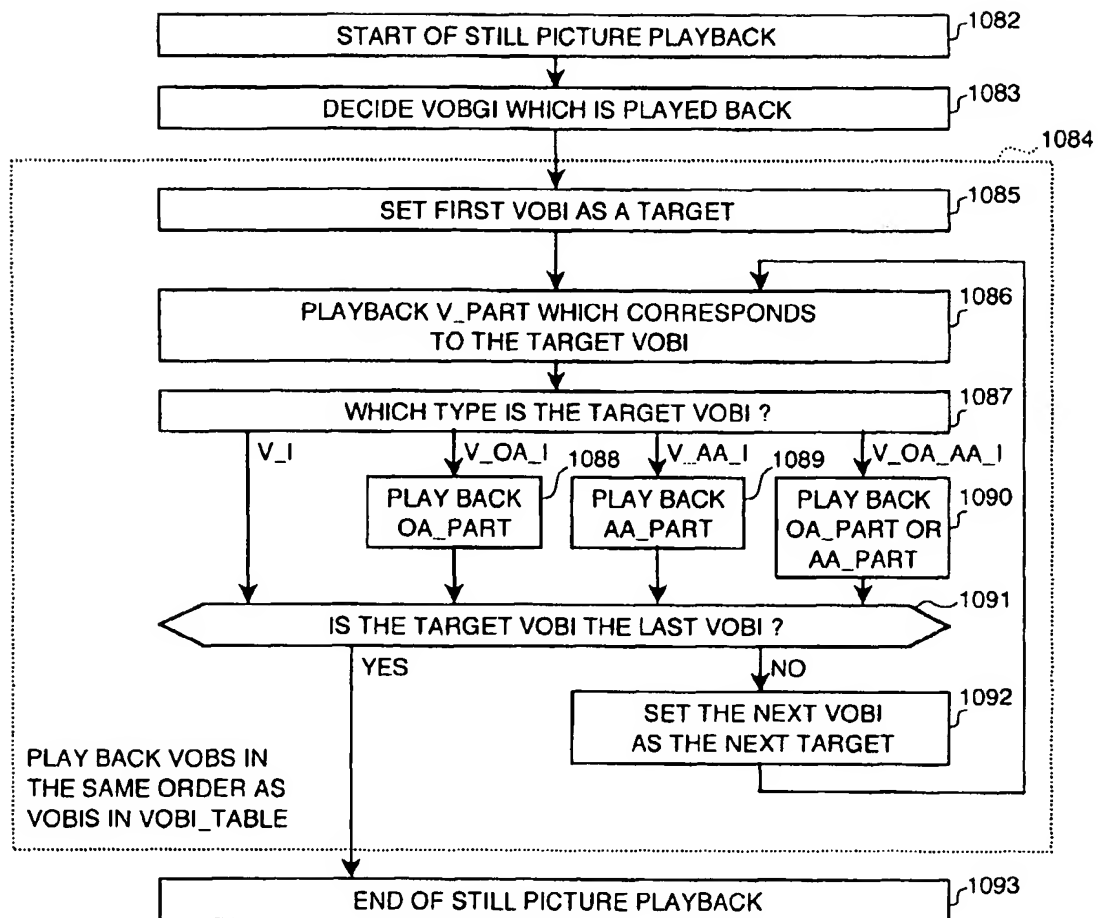 1082
START OF STILL PICTURE PLAYBACK
1083
DECIDE VOBGI WHICH IS PLAYED BACK
1084
1085
SET FIRST VOBI AS A TARGET
1086
PLAYBACK V_PART WHICH CORRESPONDS
TO THE TARGET VOBI
1087
WHICH TYPE IS THE TARGET VOBI ?
V_I
V_OA_I
V_AA_I
V_OA_AA_I
1088
PLAY BACK
OA_PART
1089
PLAY BACK
AA_PART
1090
PLAY BACK
OA_PART OR
AA_PART
1091
IS THE TARGET VOBI THE LAST VOBI ?
YES
NO
1092
SET THE NEXT VOBI
AS THE NEXT TARGET
PLAY BACK VOBS IN
THE SAME ORDER AS
VOBIS IN VOBI_TABLE
1093
END OF STILL PICTURE PLAYBACK